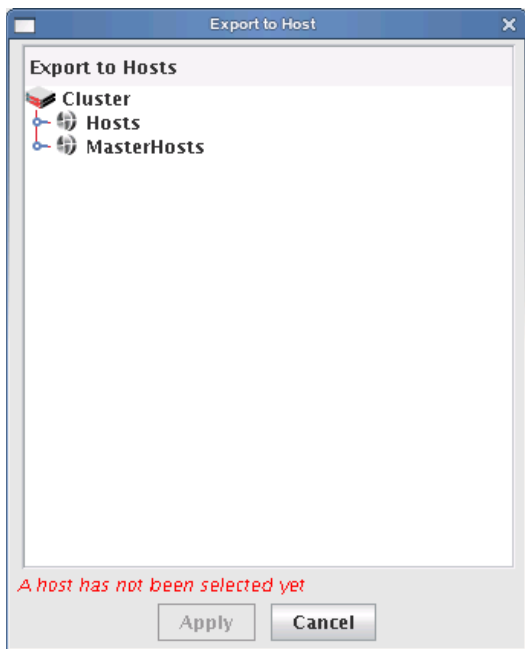 Export to Host
Export to Hosts
Cluster
Hosts
MasterHosts
A host has not been selected yet
Apply
Cancel